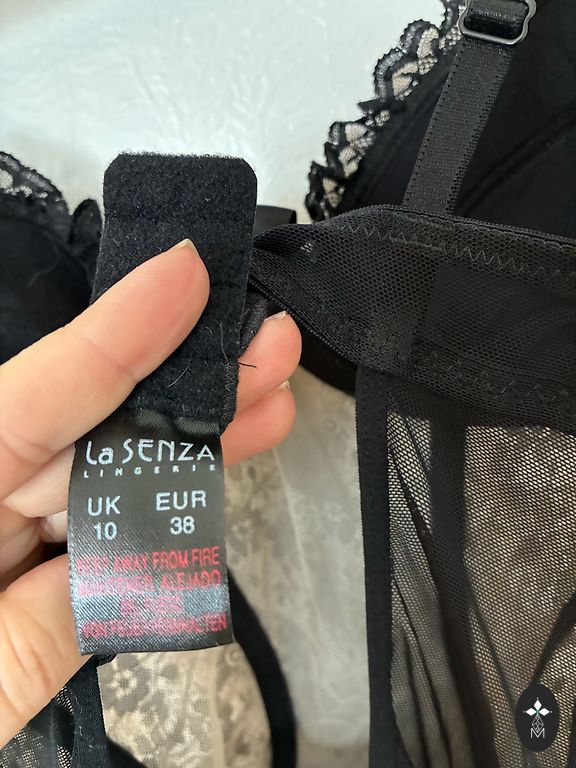 La SENZA
LINGERIE
UK EUR
10 38
KEEP AWAY FROM FIRE
MANTENER ALEJADO
VON FEUER FERNHALTEN
M